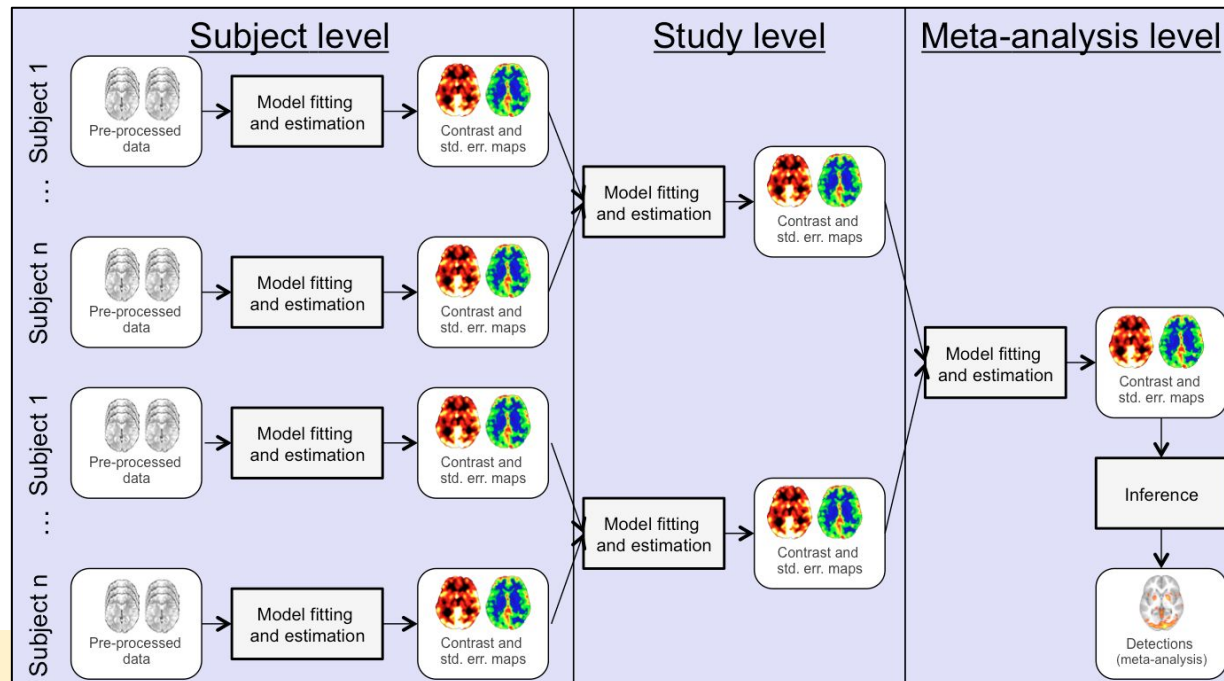 Subject level
Study level
Meta-analysis level
Subject 1
Pre-processed
data
Model fitting
and estimation
Contrast and
std. err. maps
...
Subject n
Pre-processed
data
Model fitting
and estimation
Contrast and
std. err. maps
Model fitting
and estimation
Contrast and
std. err. maps
Subject 1
Pre-processed
data
Model fitting
and estimation
Contrast and
std. err. maps
...
Subject n
Pre-processed
data
Model fitting
and estimation
Contrast and
std. err. maps
Model fitting
and estimation
Contrast and
std. err. maps
Model fitting
and estimation
Contrast and
std. err. maps
Inference
Detections
(meta-analysis)